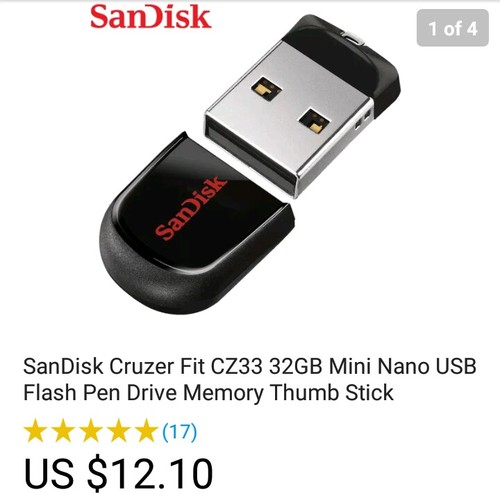 SanDisk
1 of 4
SanDisk
SanDisk Cruzer Fit CZ33 32GB Mini Nano USB
Flash Pen Drive Memory Thumb Stick
(17)
US $12.10